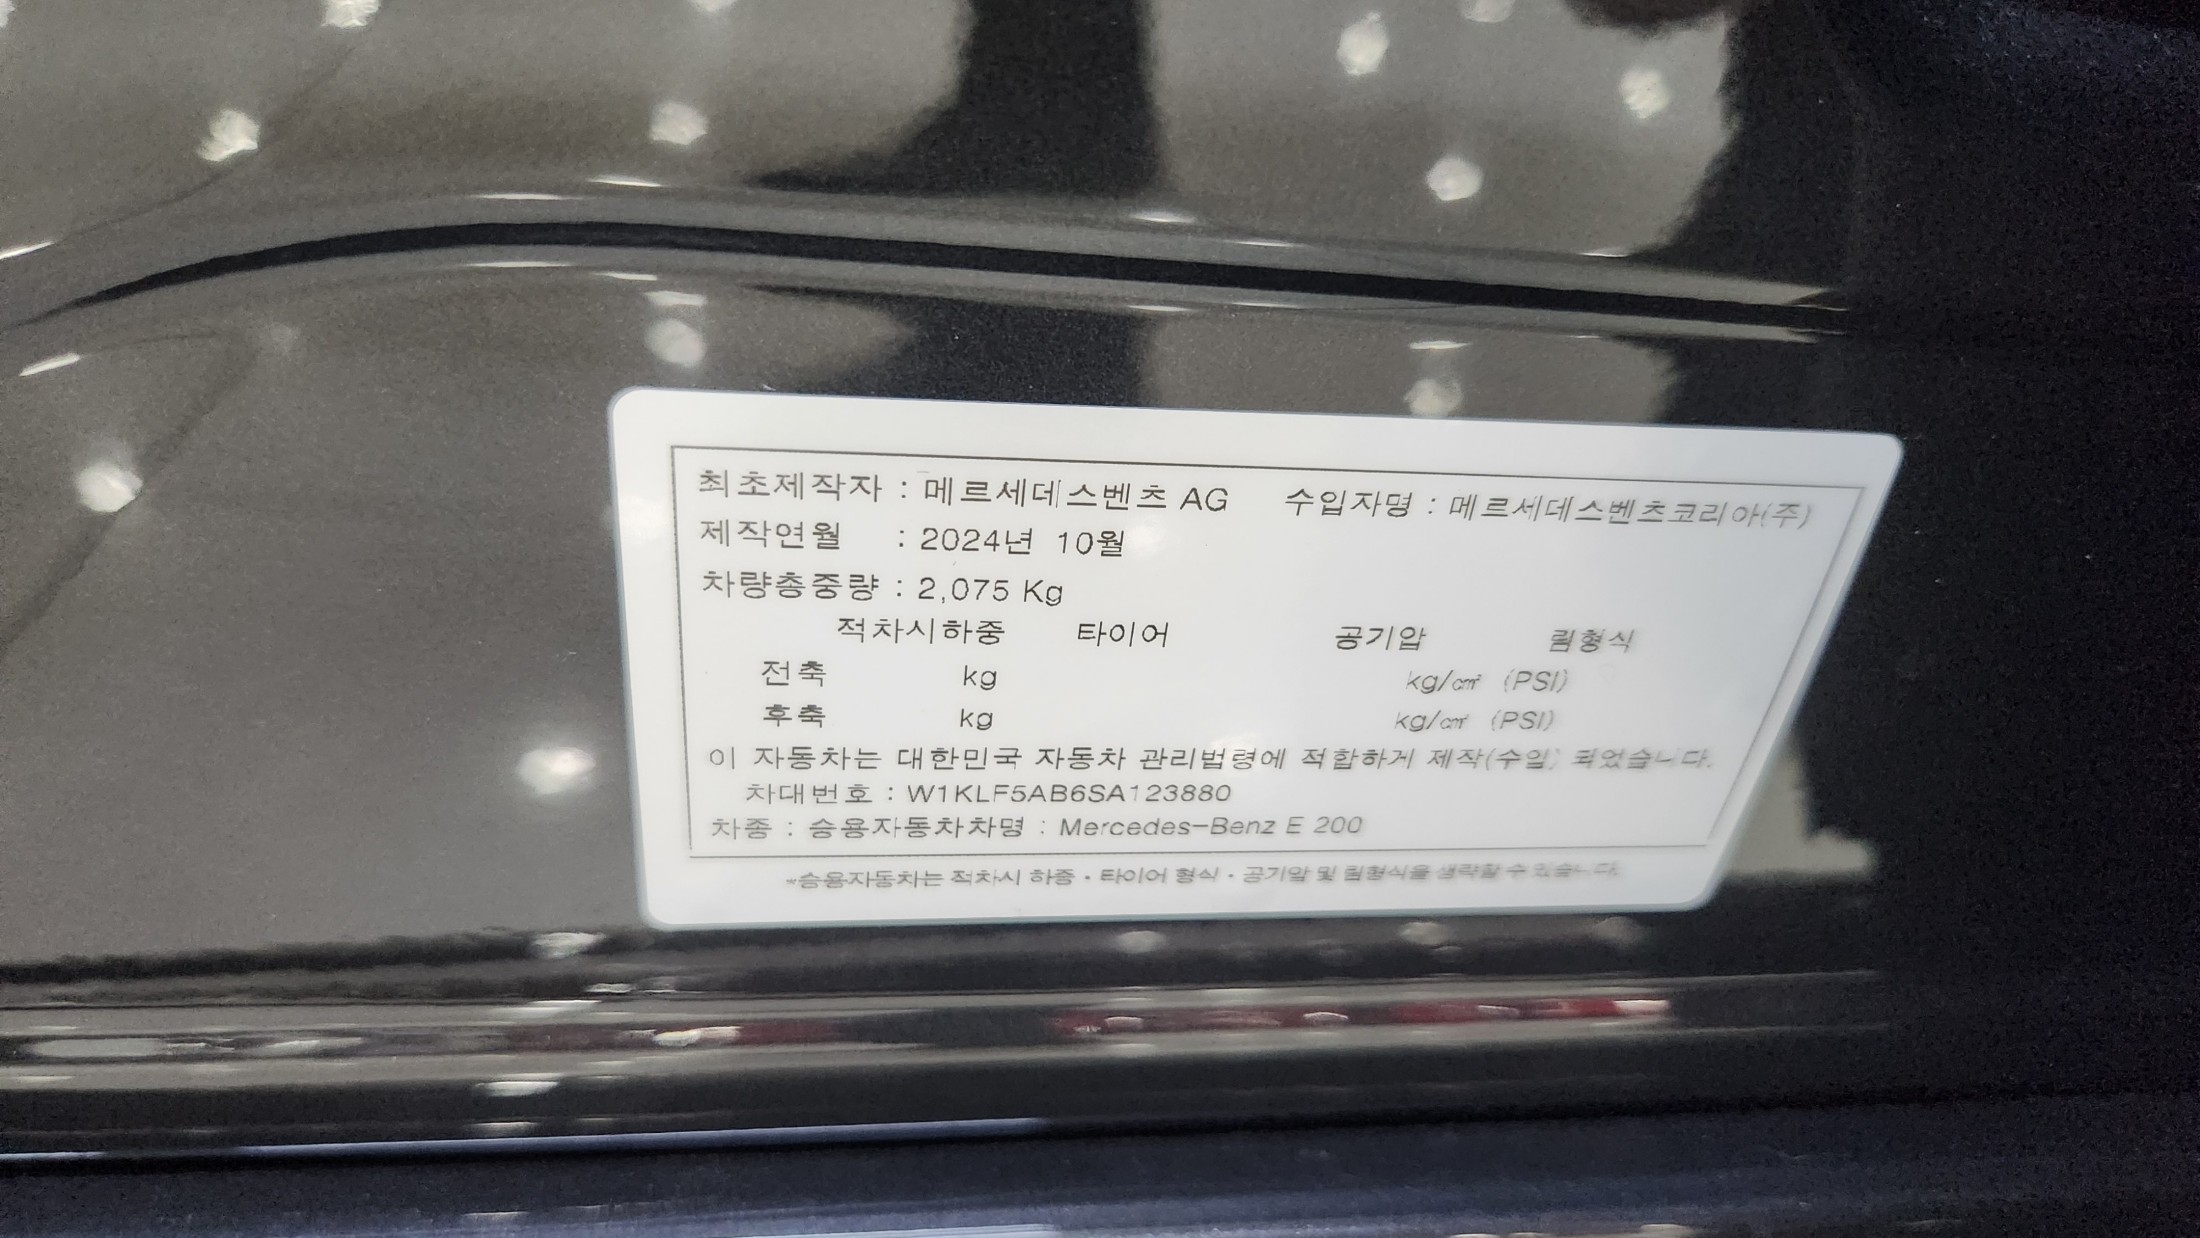 최초제작자 : 메르세데스벤츠 AG 수입자명 : 메르세데스벤츠코리아(주)
제작연월 : 2024년 10월
차량총중량 : 2,075 Kg
적차시하중 타이어 공기압 림형식
전축 kg kg/㎠ (PSI)
후축 kg kg/㎠ (PSI)
이 자동차는 대한민국 자동차 관리법령에 적합하게 제작(수입) 되었습니다.
차대번호 : W1KLF5AB6SA123880
차종 : 승용자동차차명 : Mercedes-Benz E 200
*승용자동차는 적차시 하중 · 타이어 형식 · 공기압 및 림형식을 생략할 수 있습니다.